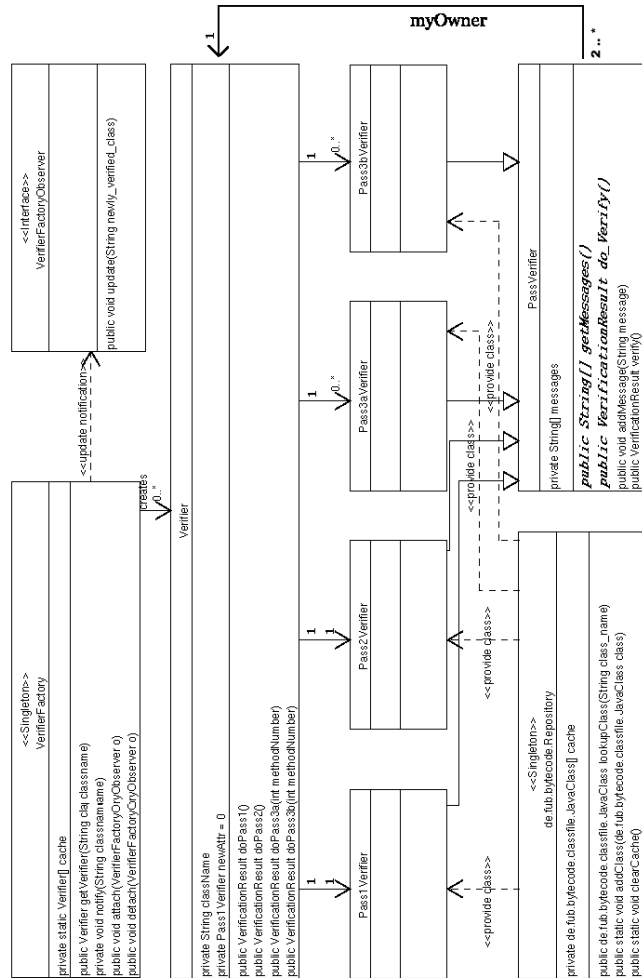 <<Singleton>>
VerifierFactory
private static Verifier[] cache
public Verifier getVerifier(String classname)
private void notify(String classname)
public void attach(VerifierFactoryObserver o)
public void detach(VerifierFactoryObserver o)
<<update notification>>
<<Interface>>
VerifierFactoryObserver
public void update(String newly_verified_class)
creates
0..*
Verifier
private String className
private Pass1Verifier newAttr = 0
public VerificationResult doPass1()
public VerificationResult doPass2()
public VerificationResult doPass3a(int methodNumber)
public VerificationResult doPass3b(int methodNumber)
1
myOwner
2..*
1
1
1
1
1
0..*
1
0..*
Pass1Verifier
Pass2Verifier
Pass3aVerifier
Pass3bVerifier
<<provide class>>
<<provide class>>
<<provide class>>
<<provide class>>
<<Singleton>>
de.fub.bytecode.Repository
private de.fub.bytecode.classfile.JavaClass[] cache
public de.fub.bytecode.classfile.JavaClass lookupClass(String class_name)
public static void addClass(de.fub.bytecode.classfile.JavaClass class)
public static void clearCache()
PassVerifier
private String[] messages
public String[] getMessages()
public VerificationResult do_Verify()
public void addMessage(String message)
public VerificationResult verify()